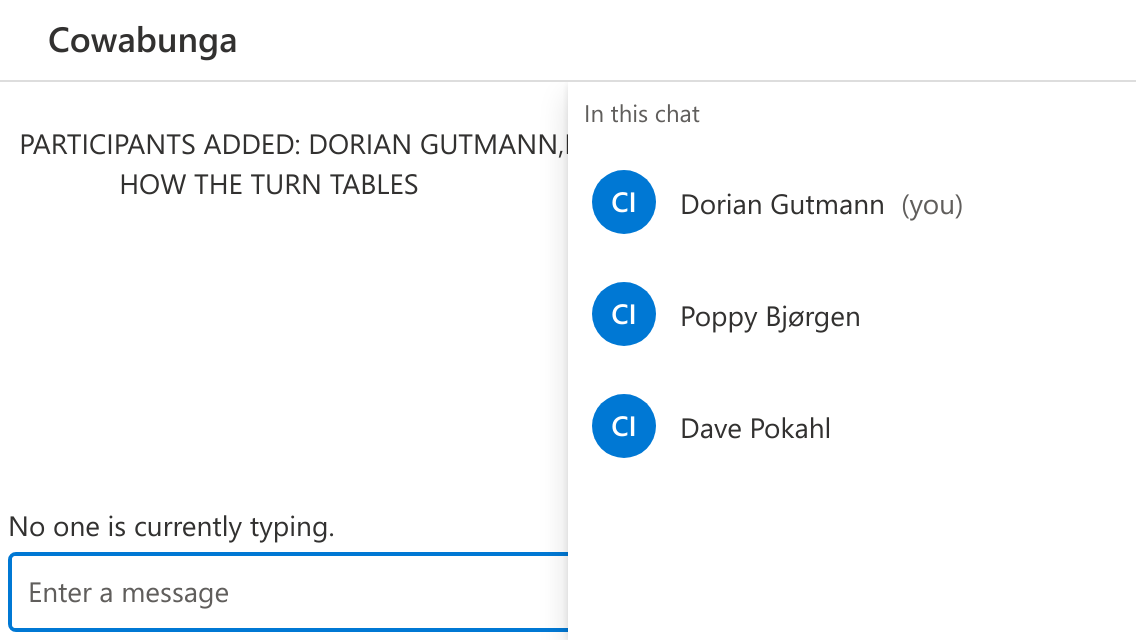 Cowabunga
PARTICIPANTS ADDED: DORIAN GUTMANN,
HOW THE TURN TABLES
In this chat
CI Dorian Gutmann (you)
CI Poppy Bjørgen
CI Dave Pokahl
No one is currently typing.
Enter a message